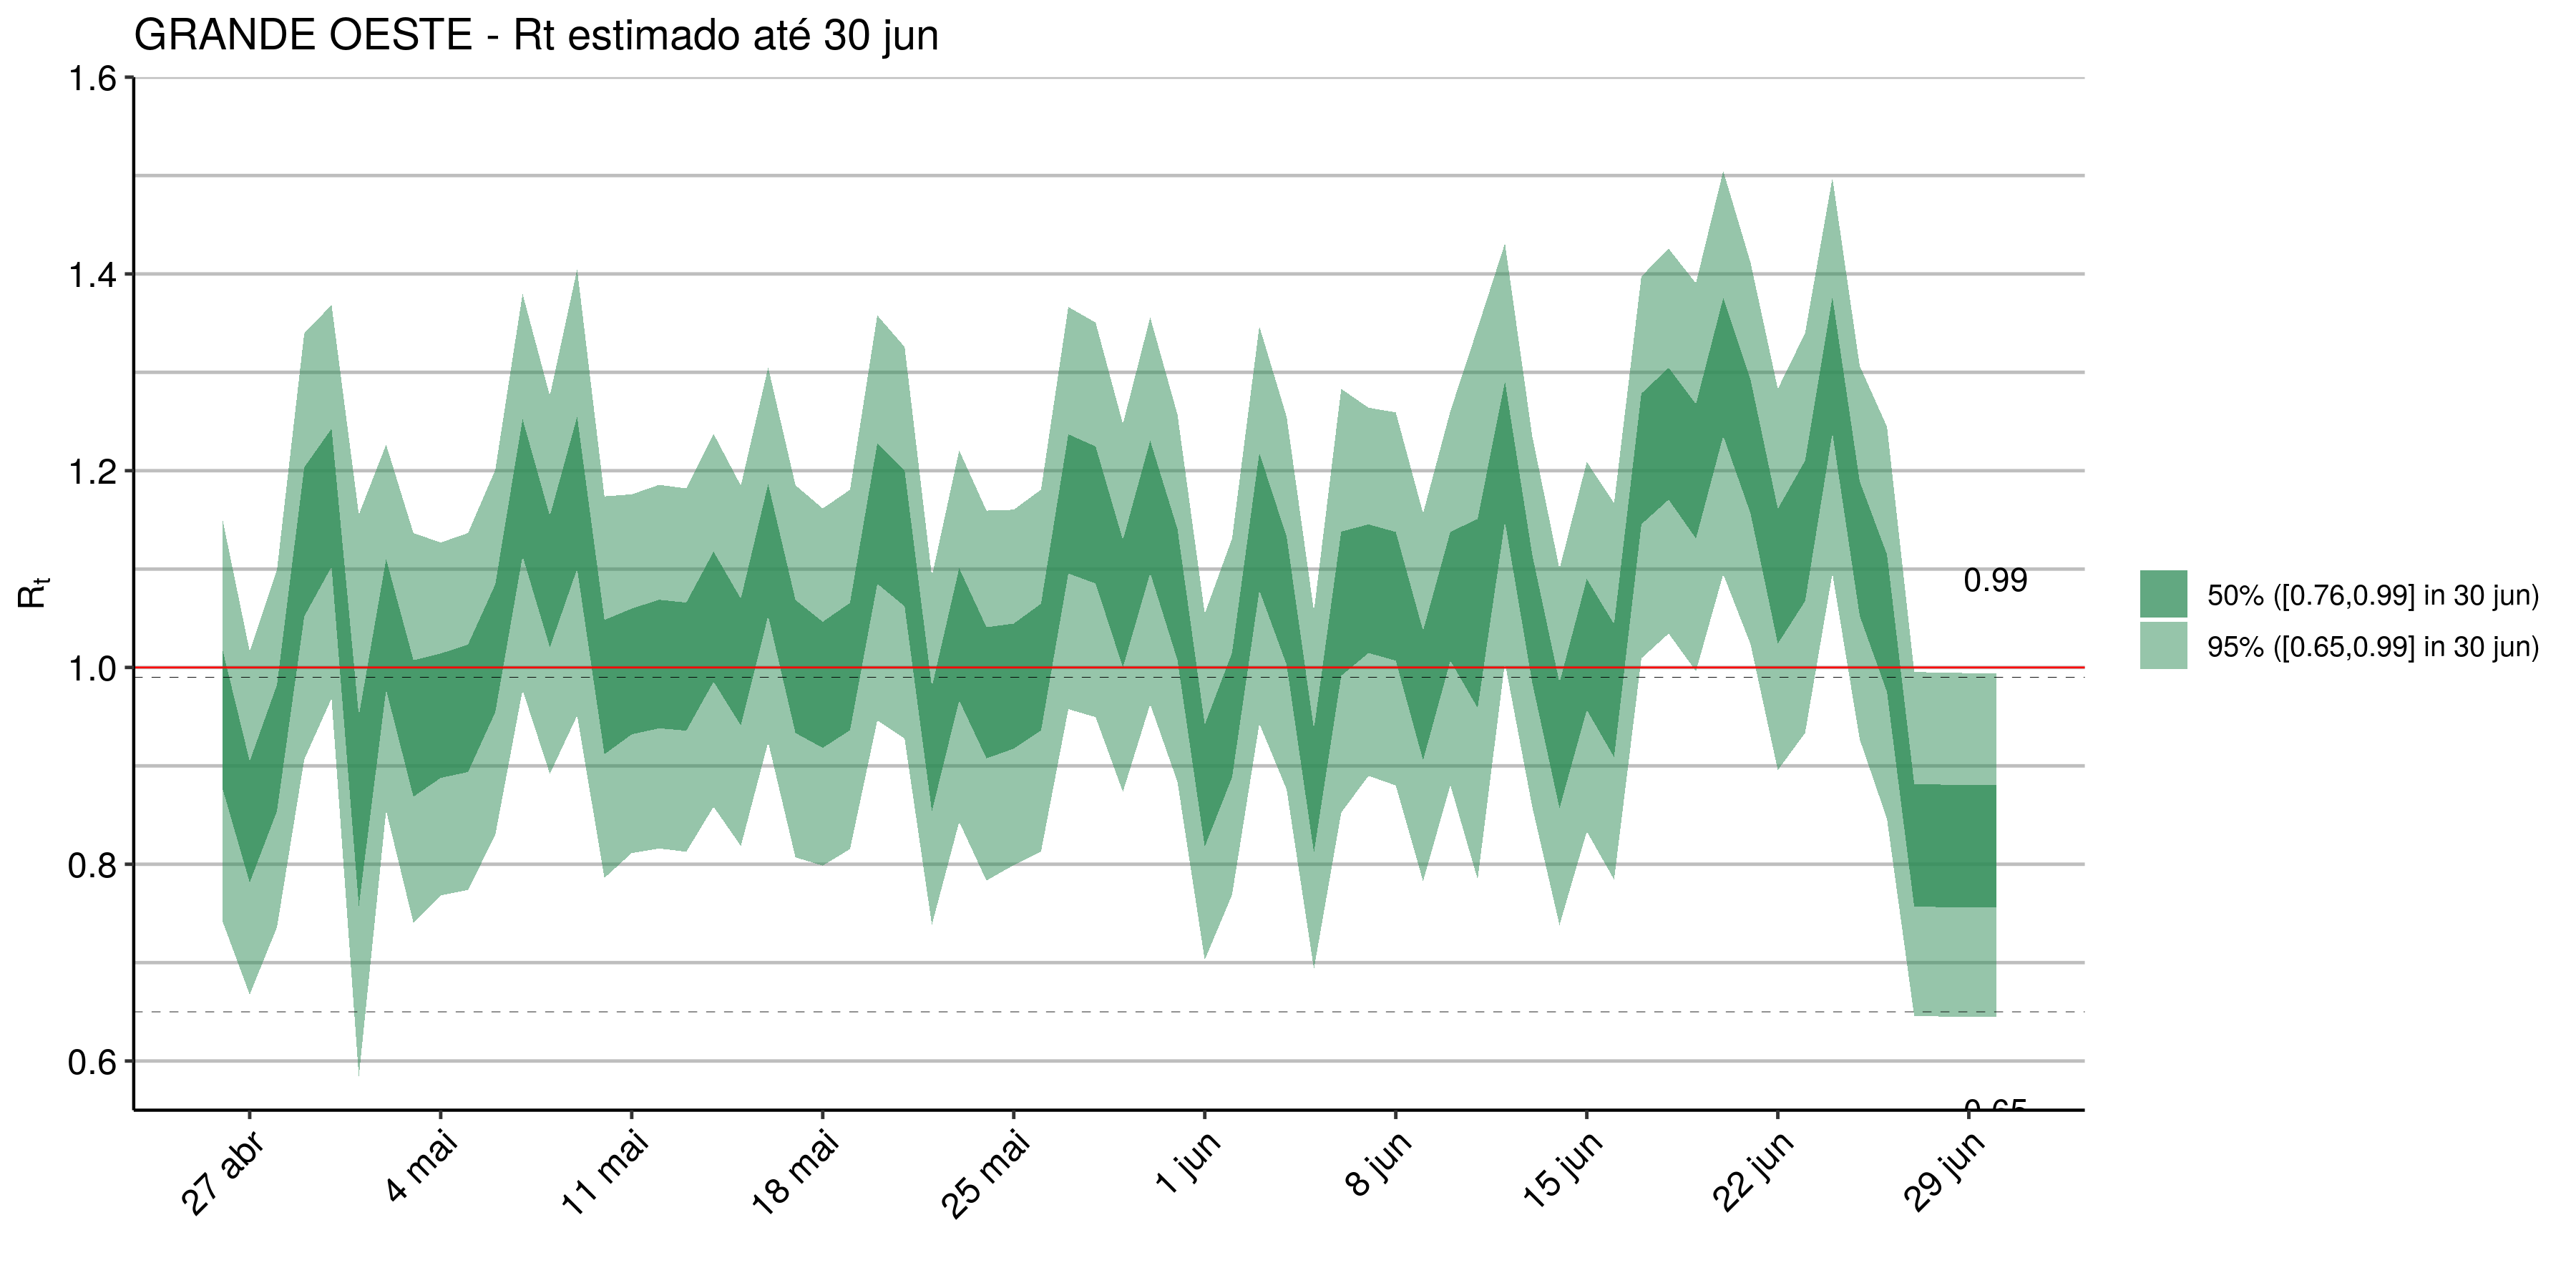 GRANDE OESTE - Rt estimado até 30 jun
1.6
1.4
1.2
1.0
0.8
0.6
Rt
0.99
0.65
50% ([0.76,0.99] in 30 jun)
95% ([0.65,0.99] in 30 jun)
27 abr
4 mai
11 mai
18 mai
25 mai
1 jun
8 jun
15 jun
22 jun
29 jun